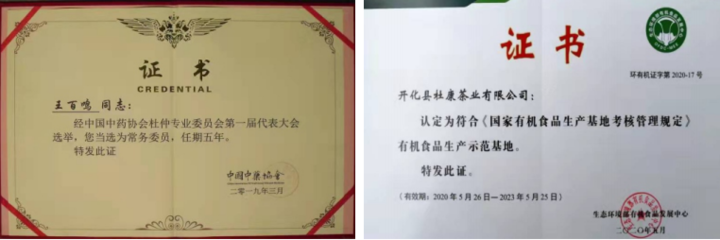 证书
CREDENTIAL
王百鸣 同志：
经中国中药协会杜仲专业委员会第一届代表大会
选举，您当选为常务委员，任期五年。
特发此证
中国中药协会
二〇一九年三月
证书
环有机证字第 2020-17 号
开化县杜康茶业有限公司：
认定为符合《国家有机食品生产基地考核管理规定》
有机食品生产示范基地。
特发此证。
（有效期：2020 年 5 月 26 日—2023 年 5 月 25 日）
生态环境部有机食品发展中心
二〇二〇年五月